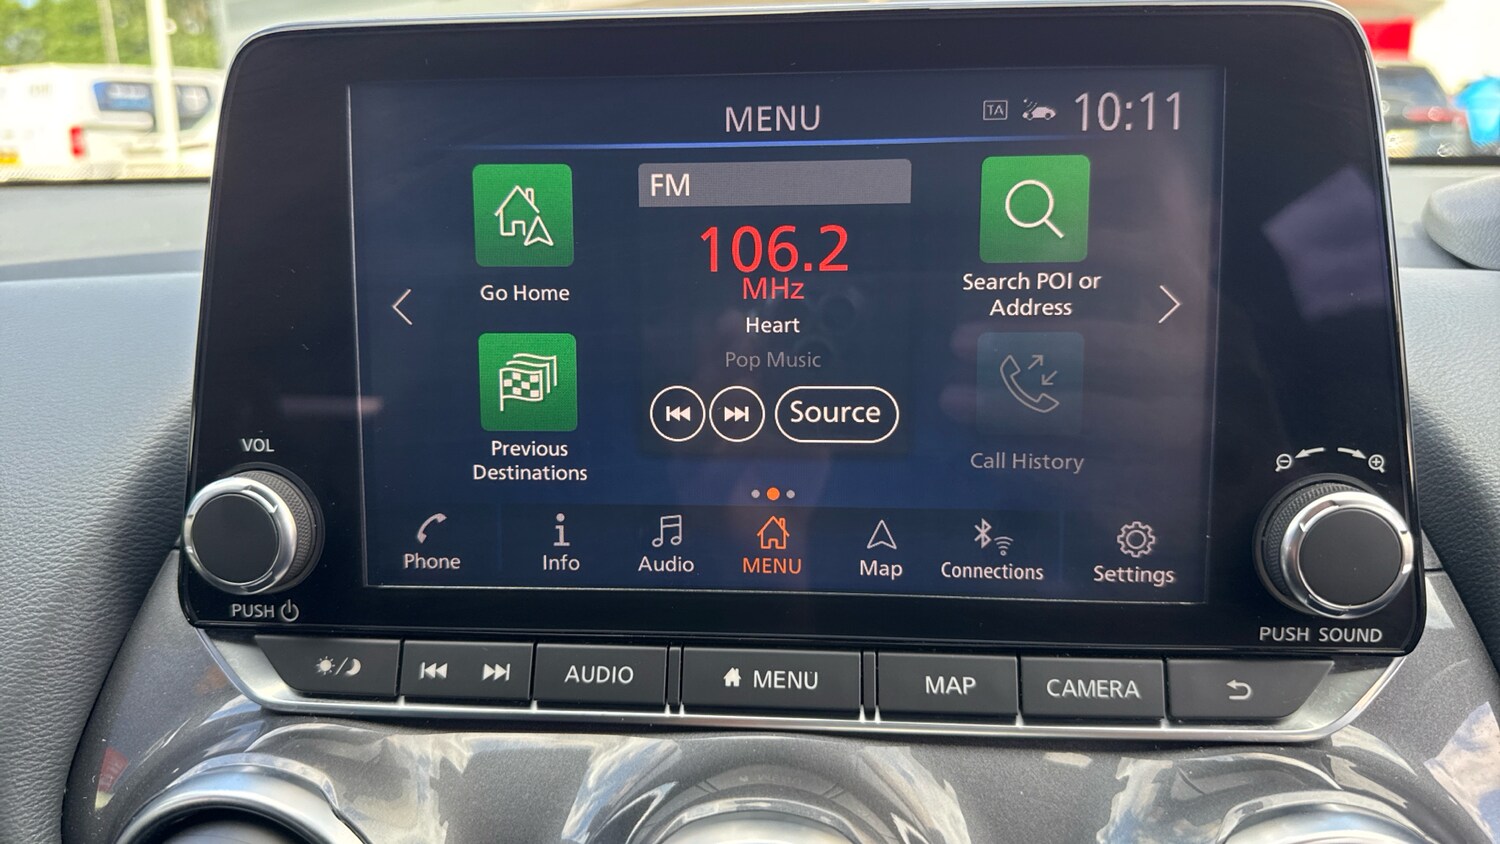 MENU
TA
10:11
FM
106.2
MHz
Heart
Pop Music
Source
Go Home
Search POI or
Address
Previous
Destinations
Call History
Phone
Info
Audio
MENU
Map
Connections
Settings
VOL
PUSH
PUSH SOUND
AUDIO
MENU
MAP
CAMERA